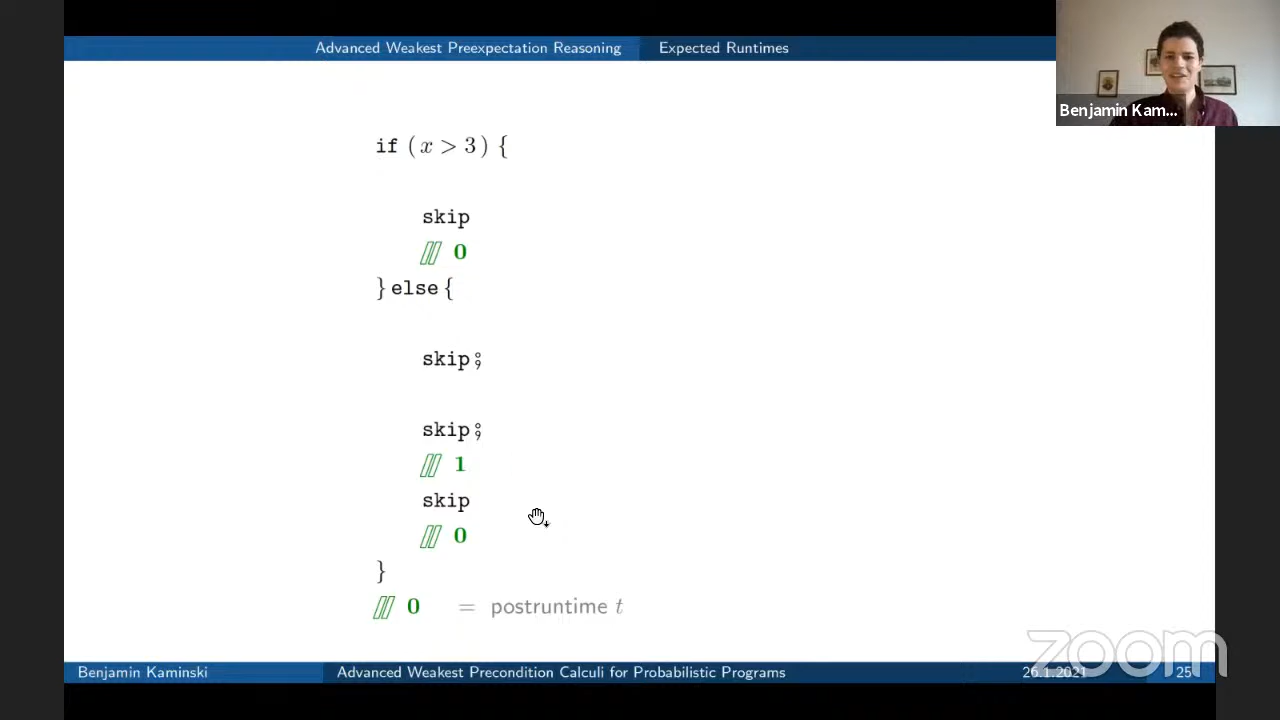 Advanced Weakest Preexpectation Reasoning Expected Runtimes
Benjamin Kam...
if (x > 3) {
skip
/// 0
} else {
skip ;
skip ;
/// 1
skip
/// 0
}
/// 0 = postruntime t
zoom
Benjamin Kaminski Advanced Weakest Precondition Calculi for Probabilistic Programs 26.1.2021 25